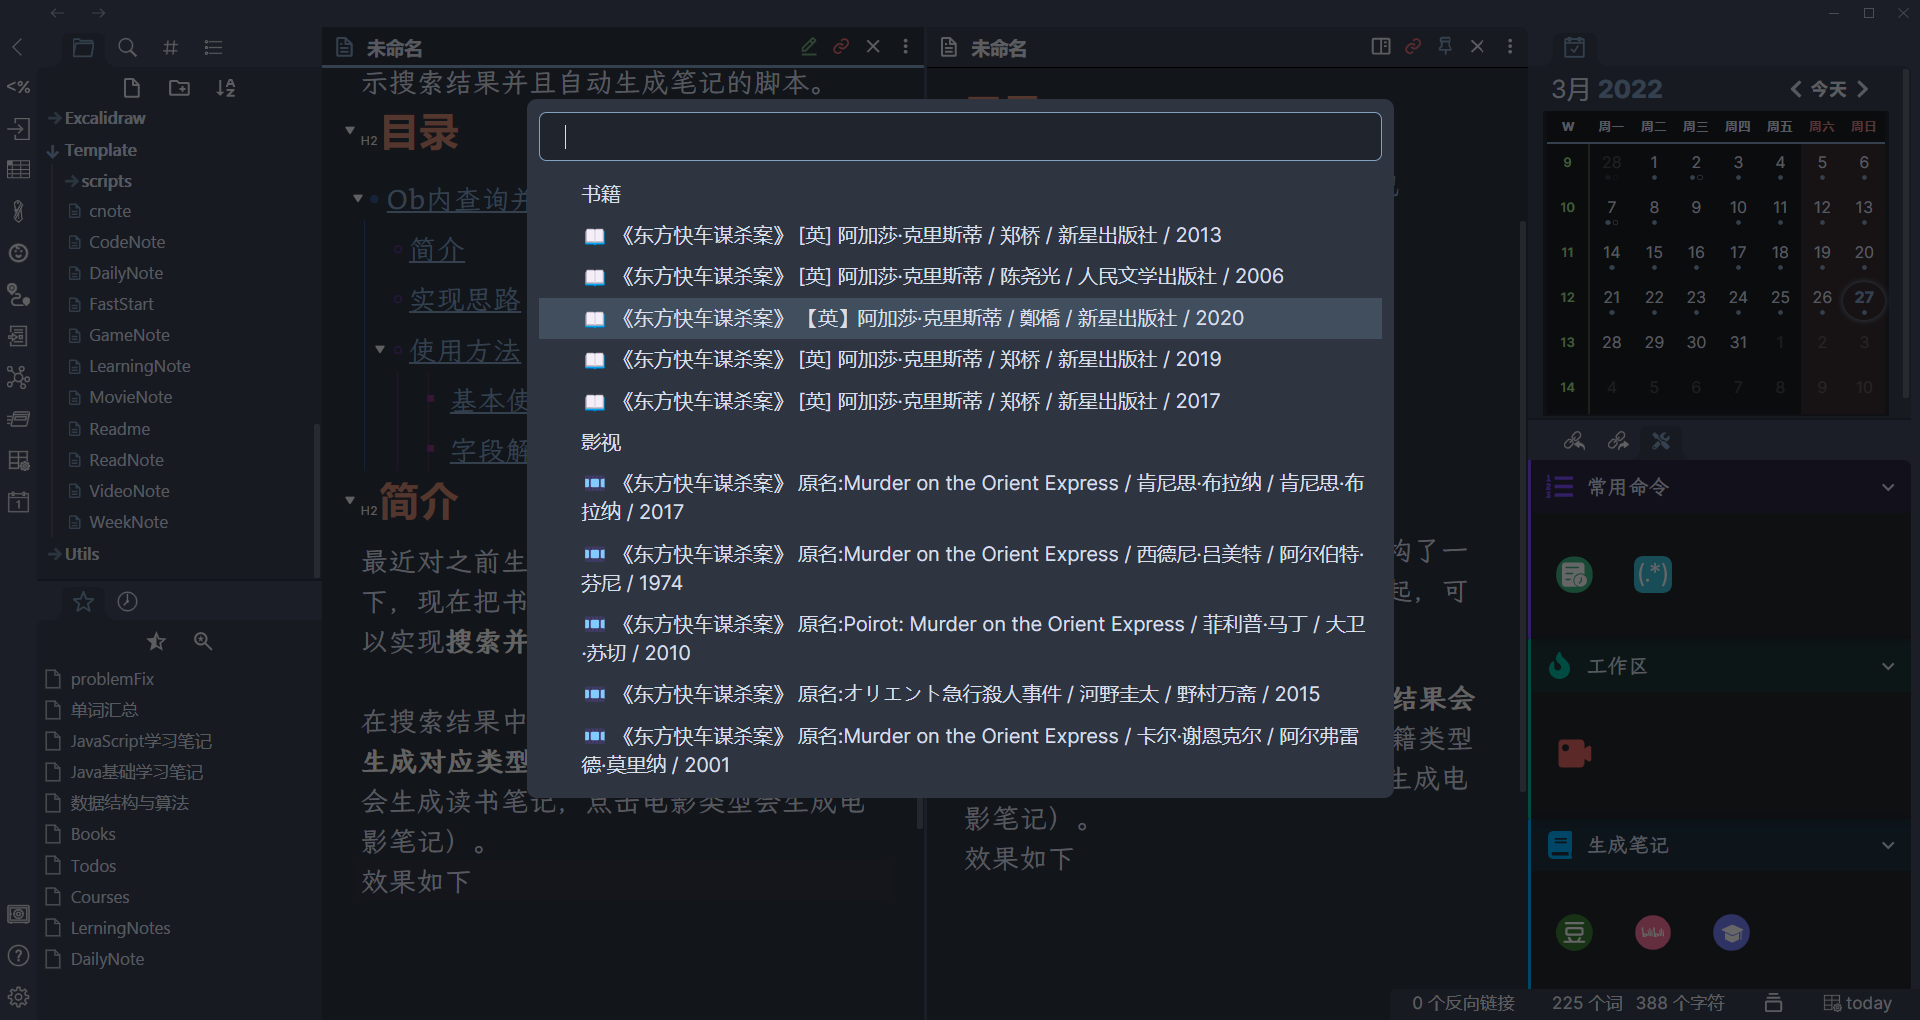 未命名
未命名
Excalidraw
Template
scripts
cnote
CodeNote
DailyNote
FastStart
GameNote
LearningNote
MovieNote
Readme
ReadNote
VideoNote
WeekNote
Utils
problemFix
单词汇总
JavaScript学习笔记
Java基础学习笔记
数据结构与算法
Books
Todos
Courses
LerningNotes
DailyNote
示搜索结果并且自动生成笔记的脚本。
H2 目录
Ob内查询并
简介
实现思路
使用方法
基本使
字段解
H2 简介
最近对之前生
下，现在把书
以实现搜索并
在搜索结果中
生成对应类型
会生成读书笔记，点击电影类型会生成电
影笔记）。
效果如下
书籍
《东方快车谋杀案》 [英] 阿加莎·克里斯蒂 / 郑桥 / 新星出版社 / 2013
《东方快车谋杀案》 [英] 阿加莎·克里斯蒂 / 陈尧光 / 人民文学出版社 / 2006
《东方快车谋杀案》 【英】阿加莎·克里斯蒂 / 鄭橋 / 新星出版社 / 2020
《东方快车谋杀案》 [英] 阿加莎·克里斯蒂 / 郑桥 / 新星出版社 / 2019
《东方快车谋杀案》 [英] 阿加莎·克里斯蒂 / 郑桥 / 新星出版社 / 2017
影视
《东方快车谋杀案》 原名:Murder on the Orient Express / 肯尼思·布拉纳 / 肯尼思·布
拉纳 / 2017
《东方快车谋杀案》 原名:Murder on the Orient Express / 西德尼·吕美特 / 阿尔伯特·
芬尼 / 1974
《东方快车谋杀案》 原名:Poirot: Murder on the Orient Express / 菲利普·马丁 / 大卫
·苏切 / 2010
《东方快车谋杀案》 原名:オリエント急行殺人事件 / 河野圭太 / 野村万斋 / 2015
《东方快车谋杀案》 原名:Murder on the Orient Express / 卡尔·谢恩克尔 / 阿尔弗雷
德·莫里纳 / 2001
构了一
起，可
结果会
籍类型
生成电
影笔记）。
效果如下
3月 2022 今天
W 周一 周二 周三 周四 周五 周六 周日
9 28 1 2 3 4 5 6
10 7 8 9 10 11 12 13
11 14 15 16 17 18 19 20
12 21 22 23 24 25 26 27
13 28 29 30 31 1 2 3
14 4 5 6 7 8 9 10
常用命令
(.*)
工作区
生成笔记
豆
bilibili
0 个反向链接 225 个词 388 个字符 today